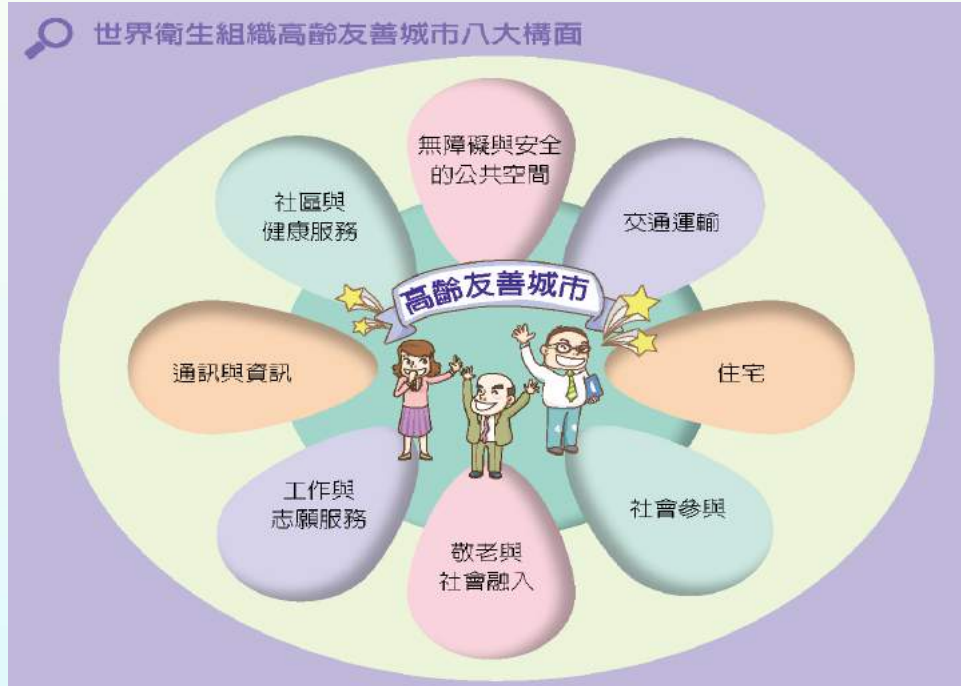 世界衛生組織高齡友善城市八大構面
無障礙與安全
的公共空間
交通運輸
住宅
社會參與
敬老與
社會融入
工作與
志願服務
通訊與資訊
社區與
健康服務
高齡友善城市